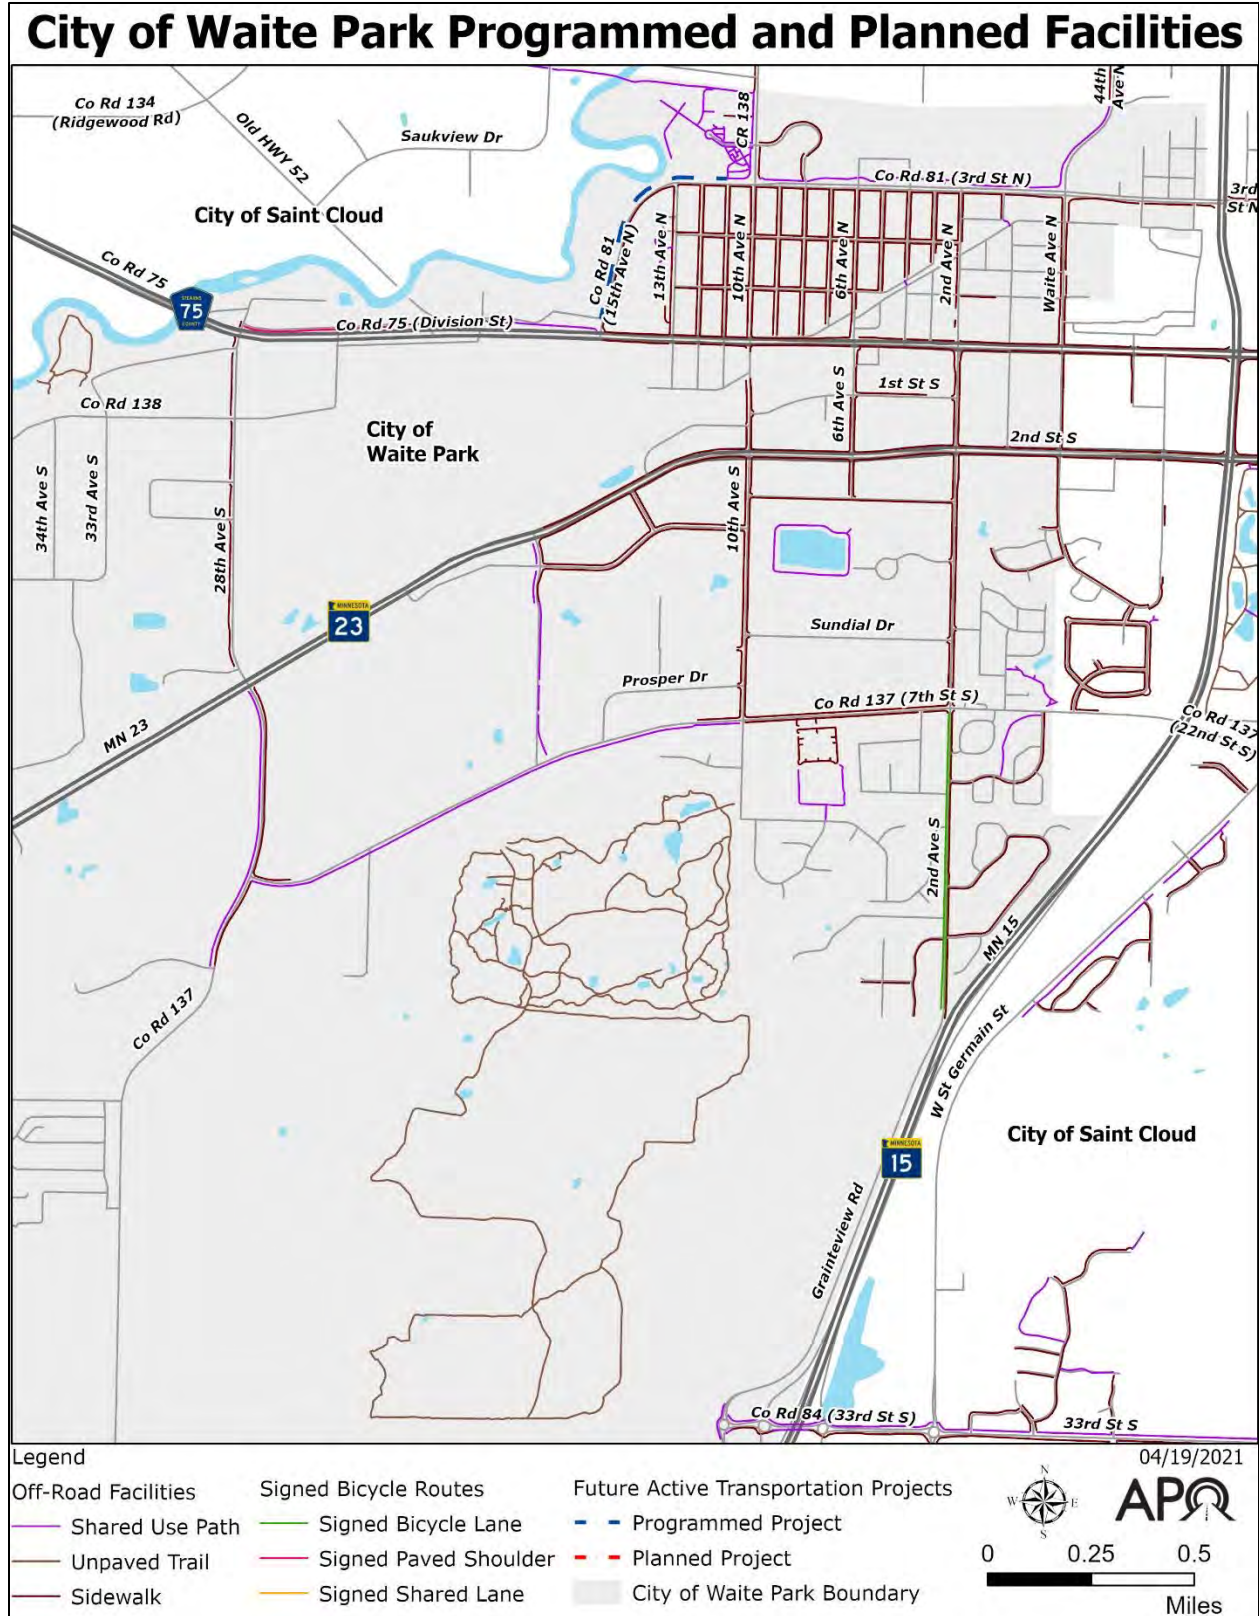 City of Waite Park Programmed and Planned Facilities
Co Rd 134
(Ridgewood Rd)
Old HWY 52
Saukview Dr
CR 138
44th
Ave N
Co Rd 81 (3rd St N)
3rd
St N
City of Saint Cloud
Co Rd 75
STEARNS
75
COUNTY
Co Rd 75 (Division St)
Co Rd 81
(15th Ave N)
13th Ave N
10th Ave N
6th Ave N
2nd Ave N
Waite Ave N
Co Rd 138
City of
Waite Park
6th Ave S
1st St S
2nd St S
34th Ave S
33rd Ave S
28th Ave S
10th Ave S
MINNESOTA
23
Sundial Dr
Prosper Dr
Co Rd 137 (7th St S)
Co Rd 137
(22nd St S)
MN 23
2nd Ave S
MN 15
Co Rd 137
W St Germain St
City of Saint Cloud
MINNESOTA
15
Grainteview Rd
Co Rd 84 (33rd St S)
33rd St S
Legend
04/19/2021
Off-Road Facilities
Shared Use Path
Unpaved Trail
Sidewalk
Signed Bicycle Routes
Signed Bicycle Lane
Signed Paved Shoulder
Signed Shared Lane
Future Active Transportation Projects
Programmed Project
Planned Project
City of Waite Park Boundary
N
W E
S
APO
0 0.25 0.5
Miles